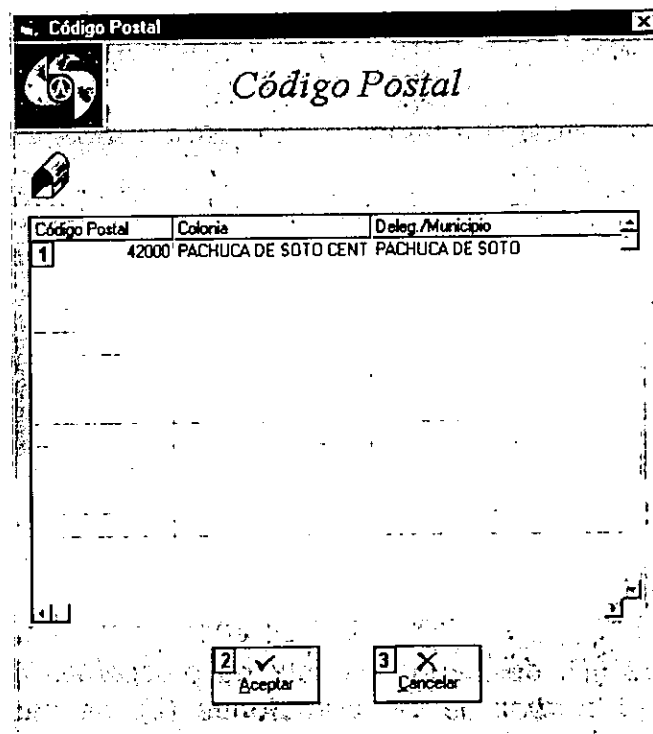 Código Postal
Código Postal
Código Postal Colonia Deleg./Municipio
1 42000 PACHUCA DE SOTO CENT PACHUCA DE SOTO
2 Aceptar
3 Cancelar